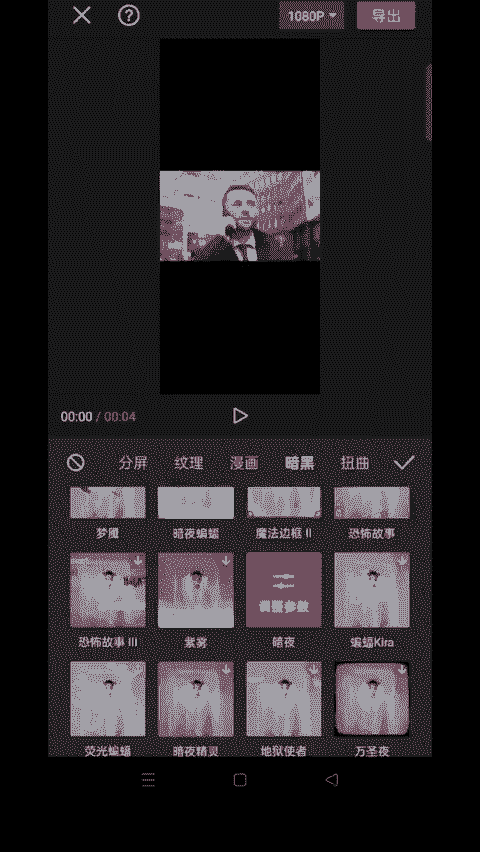 1080P 导出
00:00 / 00:04
分屏 纹理 漫画 暗黑 扭曲
梦魇 暗夜蝙蝠 魔法边框 II 恐怖故事
调整参数
恐怖故事 III 紫雾 暗夜 蝙蝠Kira
荧光蝙蝠 暗夜精灵 地狱使者 万圣夜